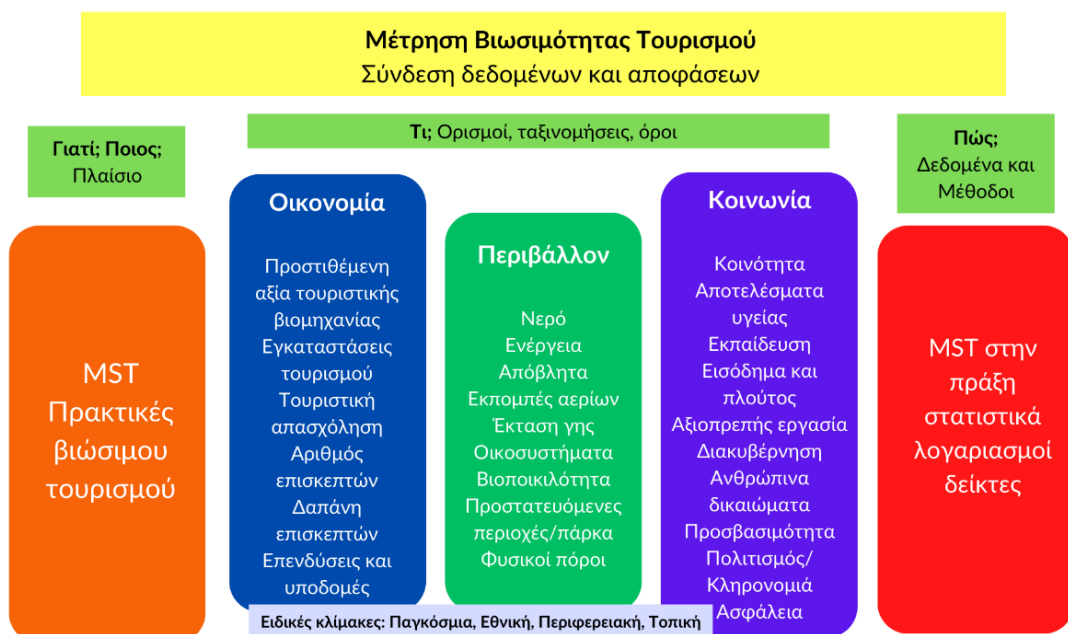 Μέτρηση Βιωσιμότητας Τουρισμού
Σύνδεση δεδομένων και αποφάσεων
Γιατί; Ποιος;
Πλαίσιο
Τι; Ορισμοί, ταξινομήσεις, όροι
Πώς;
Δεδομένα και
Μέθοδοι
MST
Πρακτικές
βιώσιμου
τουρισμού
Οικονομία
Προστιθέμενη
αξία τουριστικής
βιομηχανίας
Εγκαταστάσεις
τουρισμού
Τουριστική
απασχόληση
Αριθμός
επισκεπτών
Δαπάνη
επισκεπτών
Επενδύσεις και
υποδομές
Περιβάλλον
Νερό
Ενέργεια
Απόβλητα
Εκπομπές αερίων
Έκταση γης
Οικοσυστήματα
Βιοποικιλότητα
Προστατευόμενες
περιοχές/πάρκα
Φυσικοί πόροι
Κοινωνία
Κοινότητα
Αποτελέσματα
υγείας
Εκπαίδευση
Εισόδημα και
πλούτος
Αξιοπρεπής εργασία
Διακυβέρνηση
Ανθρώπινα
δικαιώματα
Προσβασιμότητα
Πολιτισμός/
Κληρονομιά
Ασφάλεια
MST στην
πράξη
στατιστικά
λογαριασμοί
δείκτες
Ειδικές κλίμακες: Παγκόσμια, Εθνική, Περιφερειακή, Τοπική